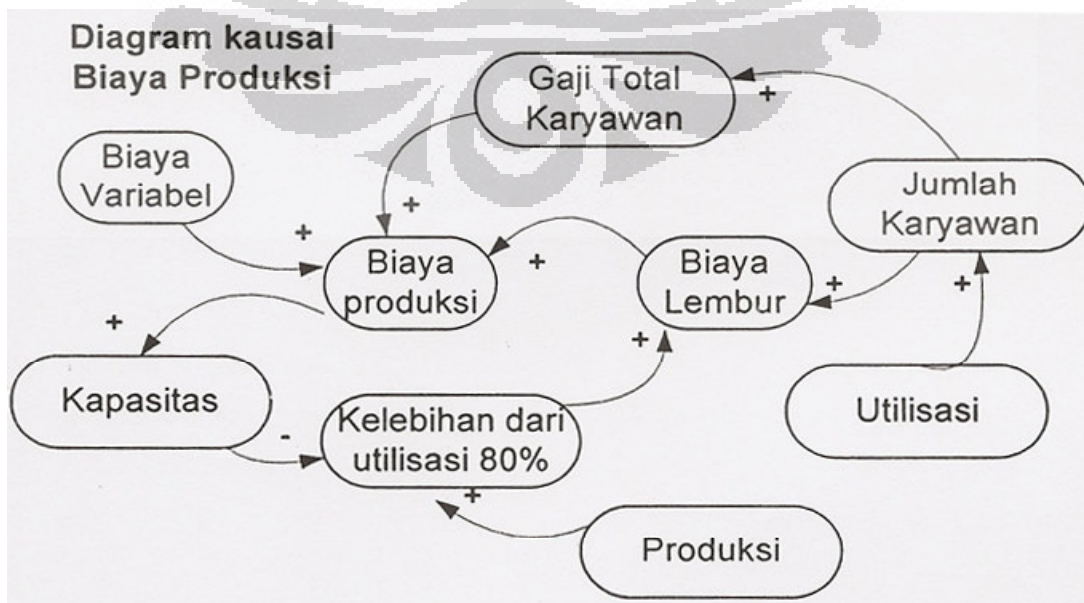 Diagram kausal
Biaya Produksi
Gaji Total
Karyawan
+
Biaya
Variabel
Jumlah
Karyawan
+
+
Biaya
produksi
+
Biaya
Lembur
+
+
+
+
Kapasitas
-
Kelebihan dari
utilisasi 80%
Utilisasi
+
Produksi